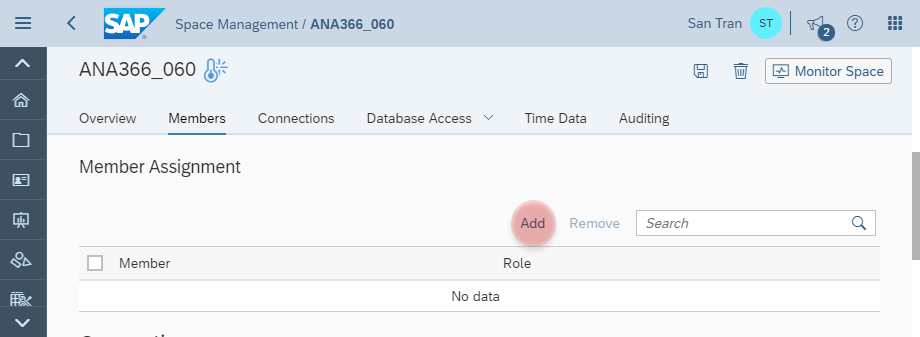 SAP
Space Management / ANA366_060
San Tran
ST
2
ANA366_060
Monitor Space
Overview
Members
Connections
Database Access
Time Data
Auditing
Member Assignment
Add
Remove
Search
Member
Role
No data